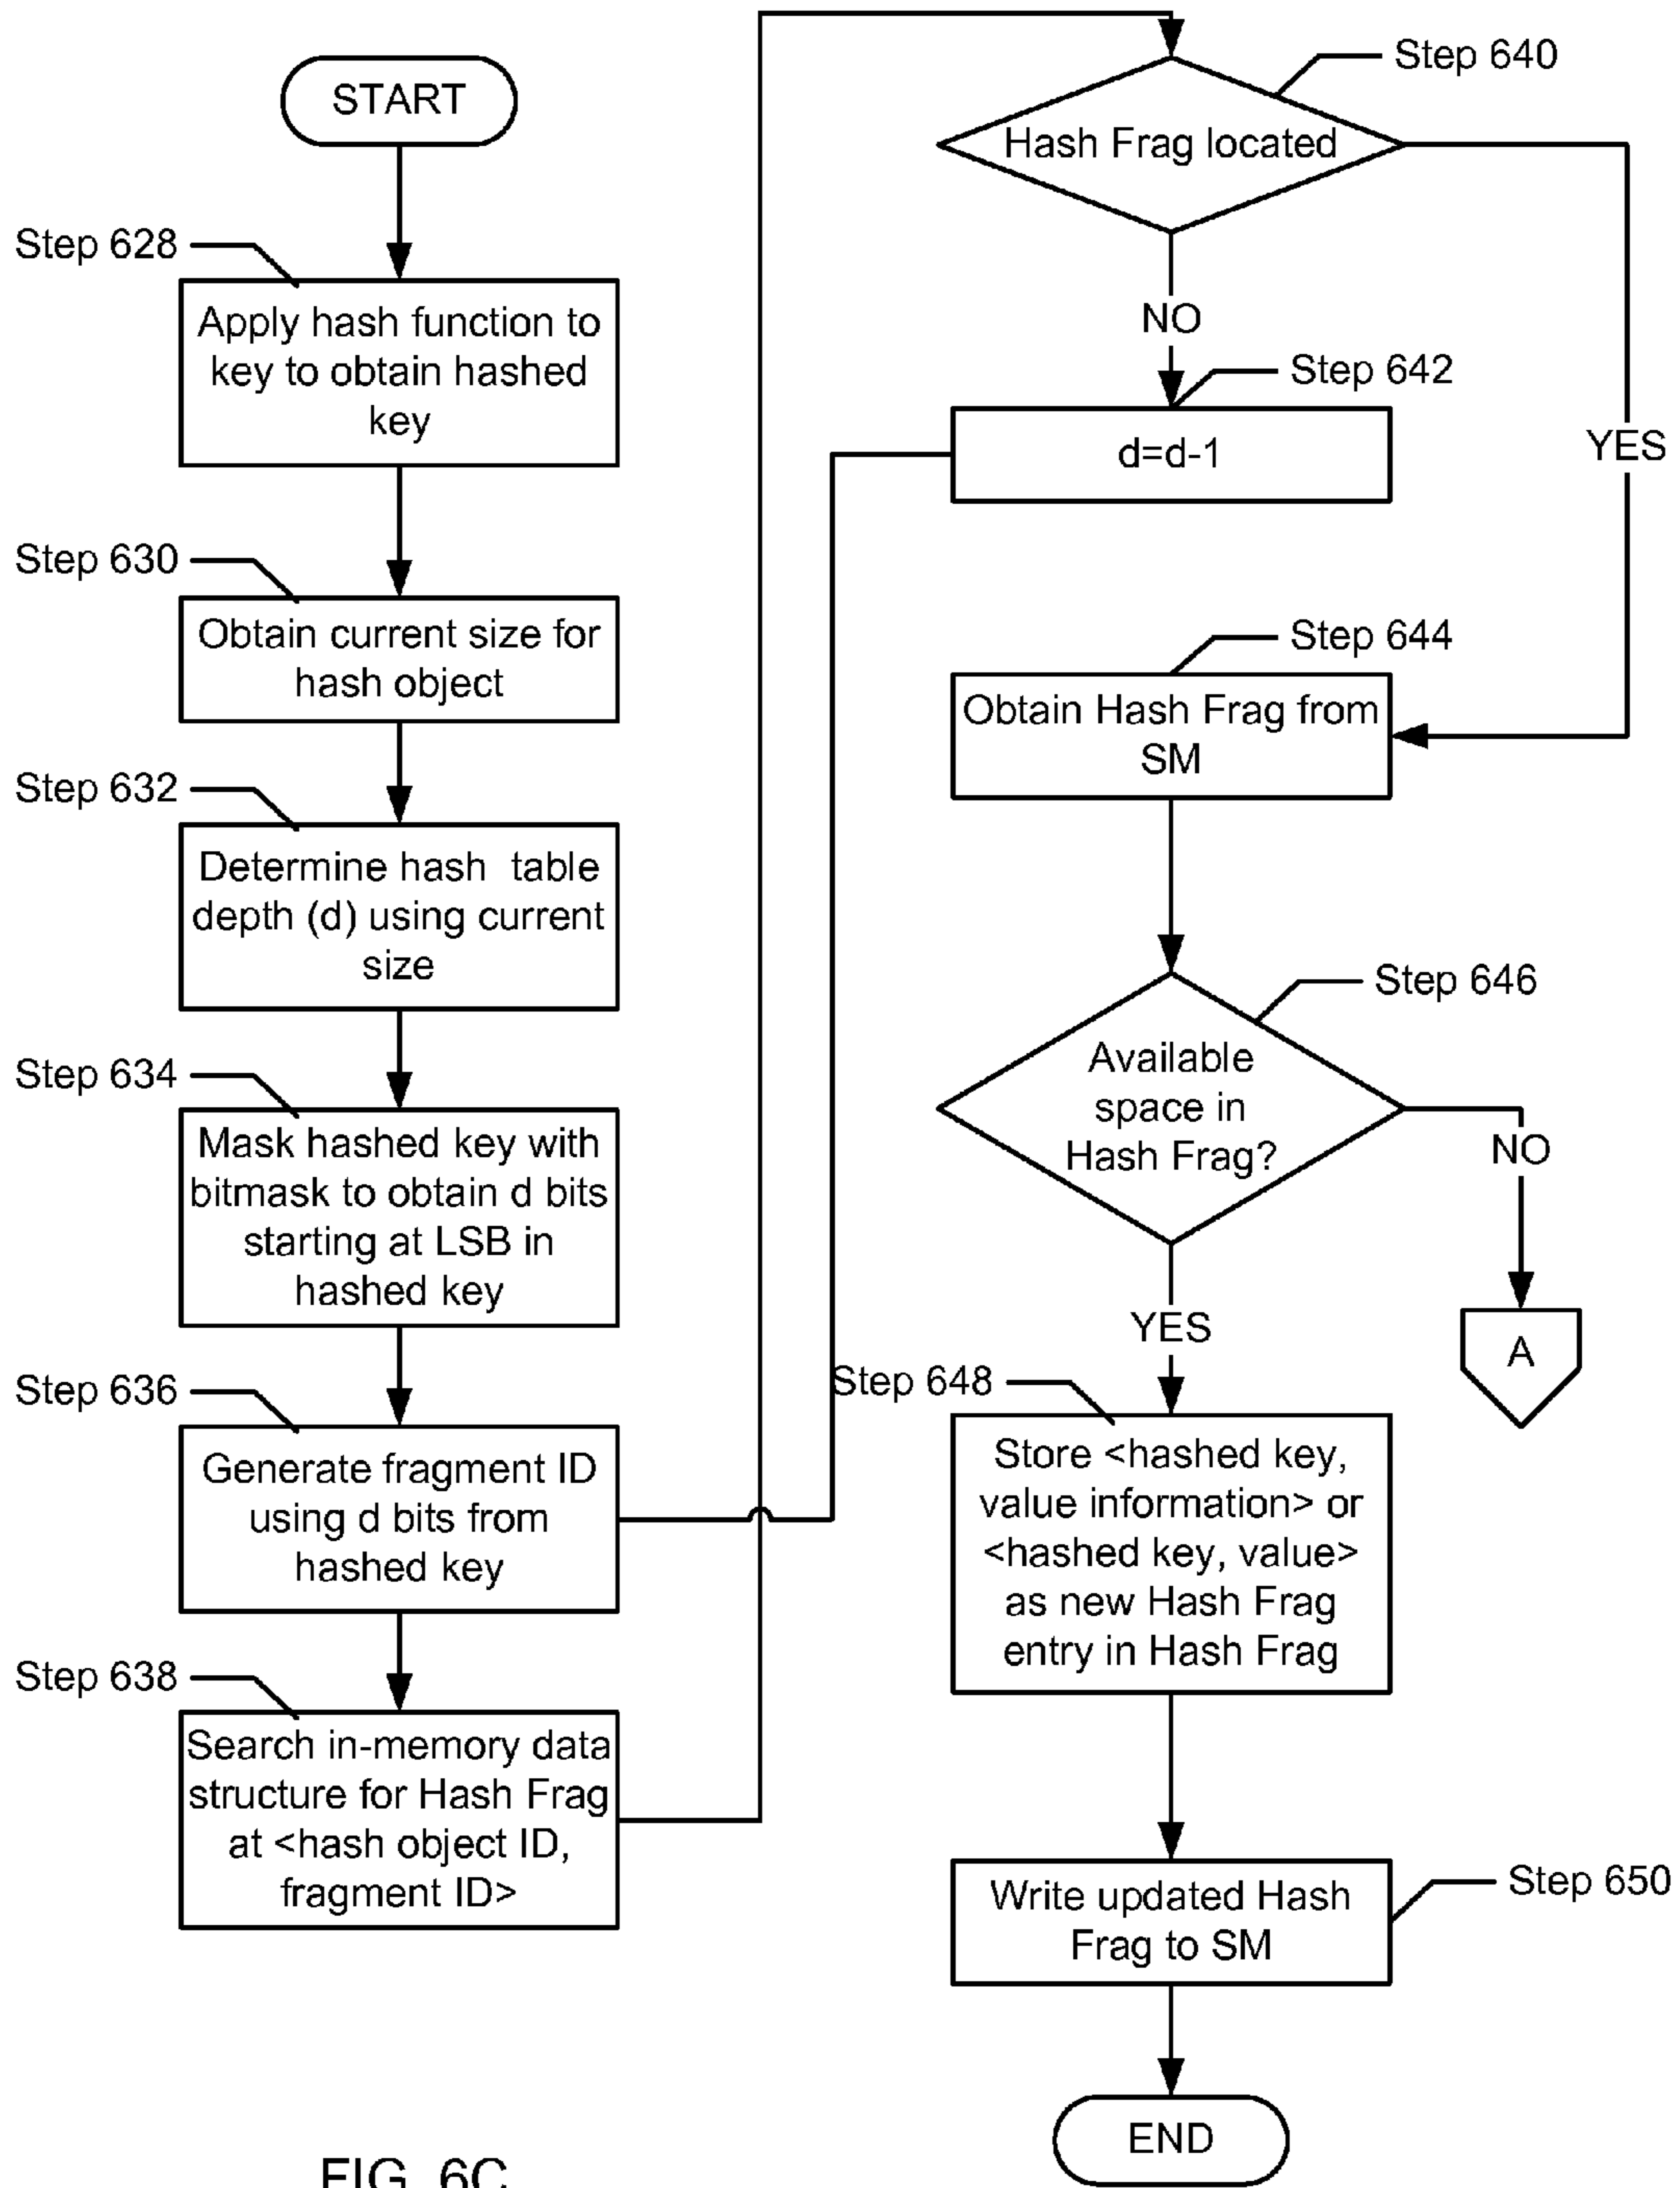 START
Step 628
Apply hash function to
key to obtain hashed
key
Step 630
Obtain current size for
hash object
Step 632
Determine hash table
depth (d) using current
size
Step 634
Mask hashed key with
bitmask to obtain d bits
starting at LSB in
hashed key
Step 636
Generate fragment ID
using d bits from
hashed key
Step 638
Search in-memory data
structure for Hash Frag
at <hash object ID,
fragment ID>
Step 640
Hash Frag located
NO
YES
Step 642
d=d-1
Step 644
Obtain Hash Frag from
SM
Step 646
Available
space in
Hash Frag?
NO
A
YES
Step 648
Store <hashed key,
value information> or
<hashed key, value>
as new Hash Frag
entry in Hash Frag
Step 650
Write updated Hash
Frag to SM
END
FIG. 6C